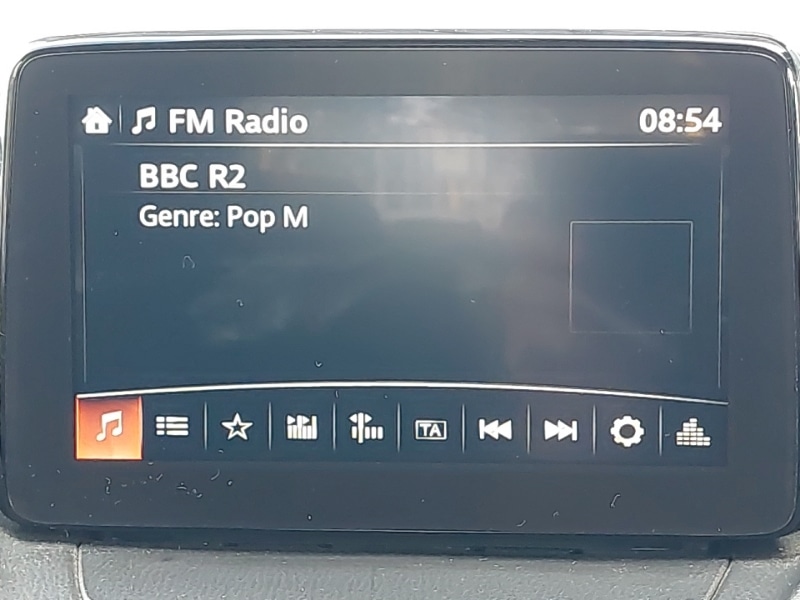 FM Radio 08:54
BBC R2
Genre: Pop M
TA